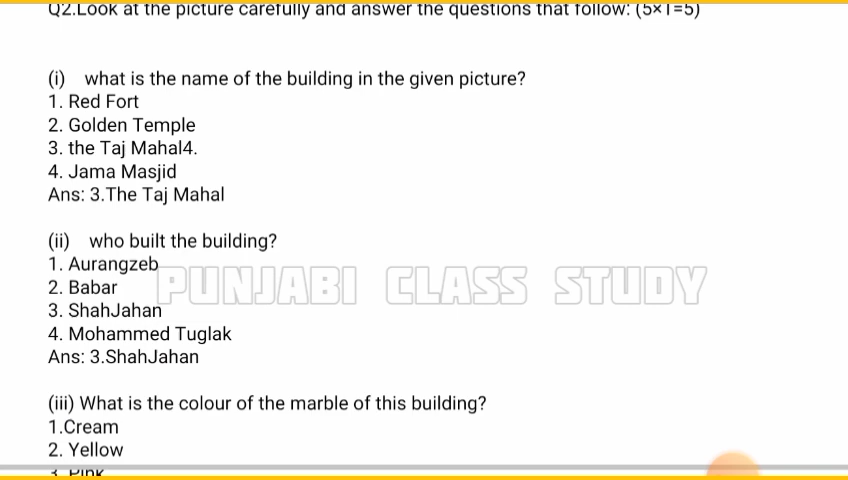 Q2.Look at the picture carefully and answer the questions that follow: (5×1=5)
(i) what is the name of the building in the given picture?
1. Red Fort
2. Golden Temple
3. the Taj Mahal4.
4. Jama Masjid
Ans: 3.The Taj Mahal
(ii) who built the building?
1. Aurangzeb
2. Babar
3. ShahJahan
4. Mohammed Tuglak
Ans: 3.ShahJahan
PUNJABI CLASS STUDY
(iii) What is the colour of the marble of this building?
1.Cream
2. Yellow
3. Pink